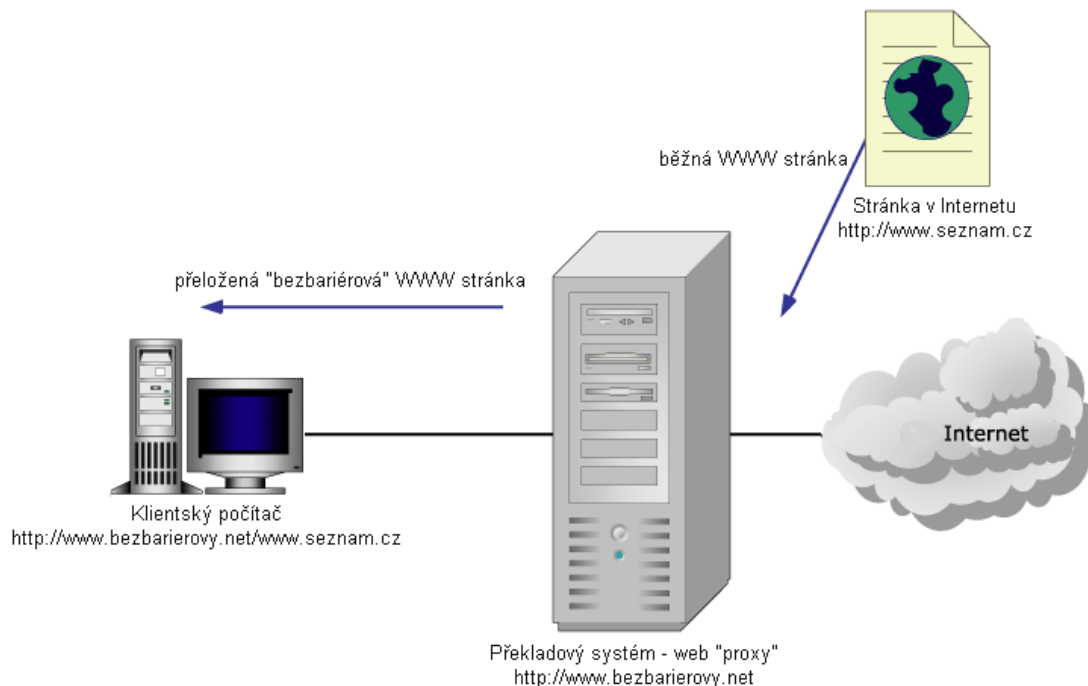 běžná WWW stránka
Stránka v Internetu
http://www.seznam.cz
přeložená "bezbariérová" WWW stránka
Internet
Klientský počítač
http://www.bezbarierovy.net/www.seznam.cz
Překladový systém - web "proxy"
http://www.bezbarierovy.net